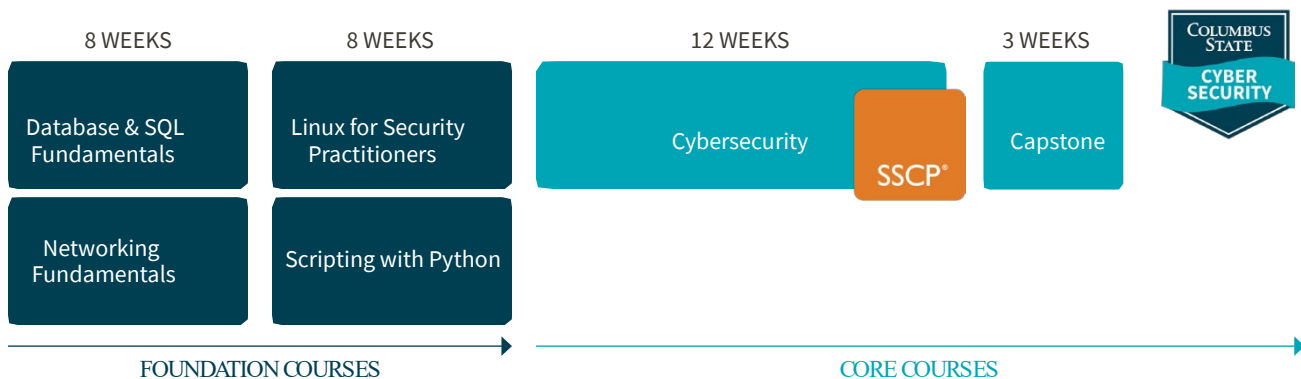 8 WEEKS
8 WEEKS
12 WEEKS
3 WEEKS
COLUMBUS
STATE
CYBER
SECURITY
Database & SQL
Fundamentals
Linux for Security
Practitioners
Cybersecurity
SSCP®
Capstone
Networking
Fundamentals
Scripting with Python
FOUNDATION COURSES
CORE COURSES